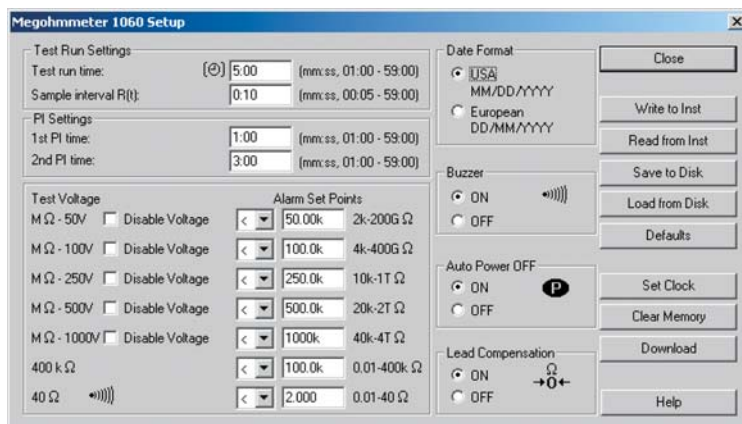 Megohmmeter 1060 Setup
Test Run Settings
Test run time: 5:00 (mm:ss, 01:00 - 59:00)
Sample interval R(t): 0:10 (mm:ss, 00:05 - 59:00)
PI Settings
1st PI time: 1:00 (mm:ss, 01:00 - 59:00)
2nd PI time: 3:00 (mm:ss, 01:00 - 59:00)
Test Voltage Alarm Set Points
M Ω - 50V Disable Voltage < 50.00k 2k-200G Ω
M Ω - 100V Disable Voltage < 100.0k 4k-400G Ω
M Ω - 250V Disable Voltage < 250.0k 10k-1T Ω
M Ω - 500V Disable Voltage < 500.0k 20k-2T Ω
M Ω - 1000V Disable Voltage < 1000k 40k-4T Ω
400 k Ω < 100.0k 0.01-400k Ω
40 Ω < 2.000 0.01-40 Ω
Date Format
USA
MM/DD/YYYY
European
DD/MM/YYYY
Buzzer
ON
OFF
Auto Power OFF
ON P
OFF
Lead Compensation
ON Ω
→0←
OFF
Close
Write to Inst
Read from Inst
Save to Disk
Load from Disk
Defaults
Set Clock
Clear Memory
Download
Help